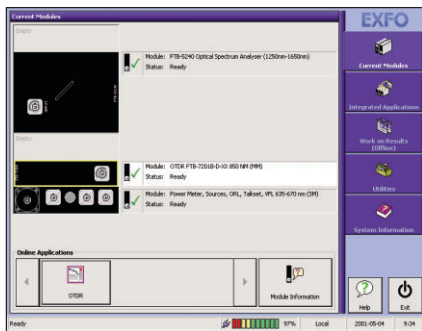 Current Modules
EXFO
Empty
Module: FTB-5240 Optical Spectrum Analyser (1250nm-1650nm)
Status: Ready
Current Modules
Integrated Applications
Empty
Work on Results
(Offline)
Module: OTDR FTB-7201B-D-XX 850 NM (MM)
Status: Ready
Utilities
Module: Power Meter, Sources, ORL, Talkset, VFL 635-670 nm (SM)
Status: Ready
System Information
Online Applications
OTDR
Module Information
Help
Exit
Ready
97%
Local
2001-05-04
9:34